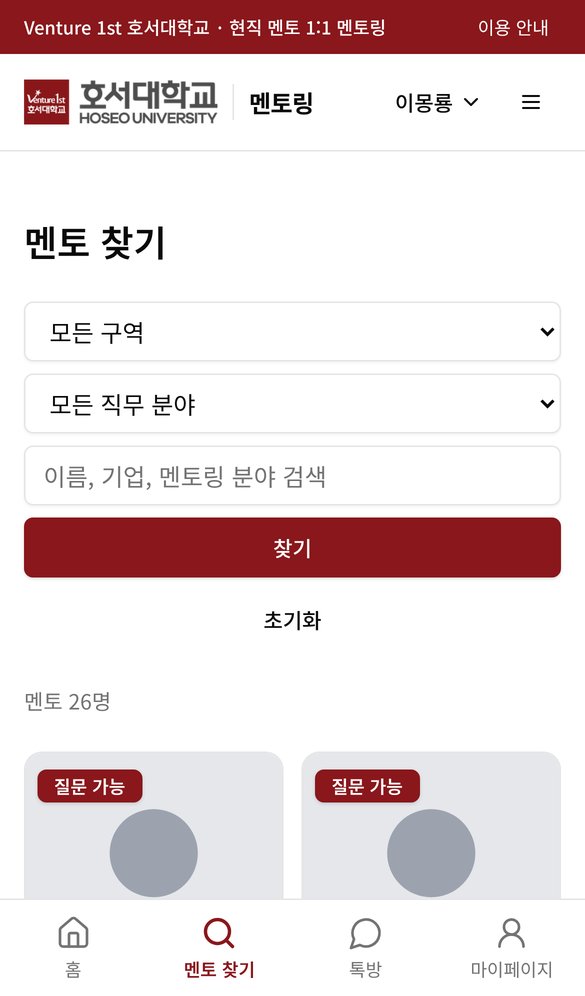 Venture 1st 호서대학교 · 현직 멘토 1:1 멘토링 이용 안내
Venture 1st
호서대학교
호서대학교
HOSEO UNIVERSITY
멘토링 이몽룡
멘토 찾기
모든 구역
모든 직무 분야
이름, 기업, 멘토링 분야 검색
찾기
초기화
멘토 26명
질문 가능 질문 가능
홈 멘토 찾기 톡방 마이페이지